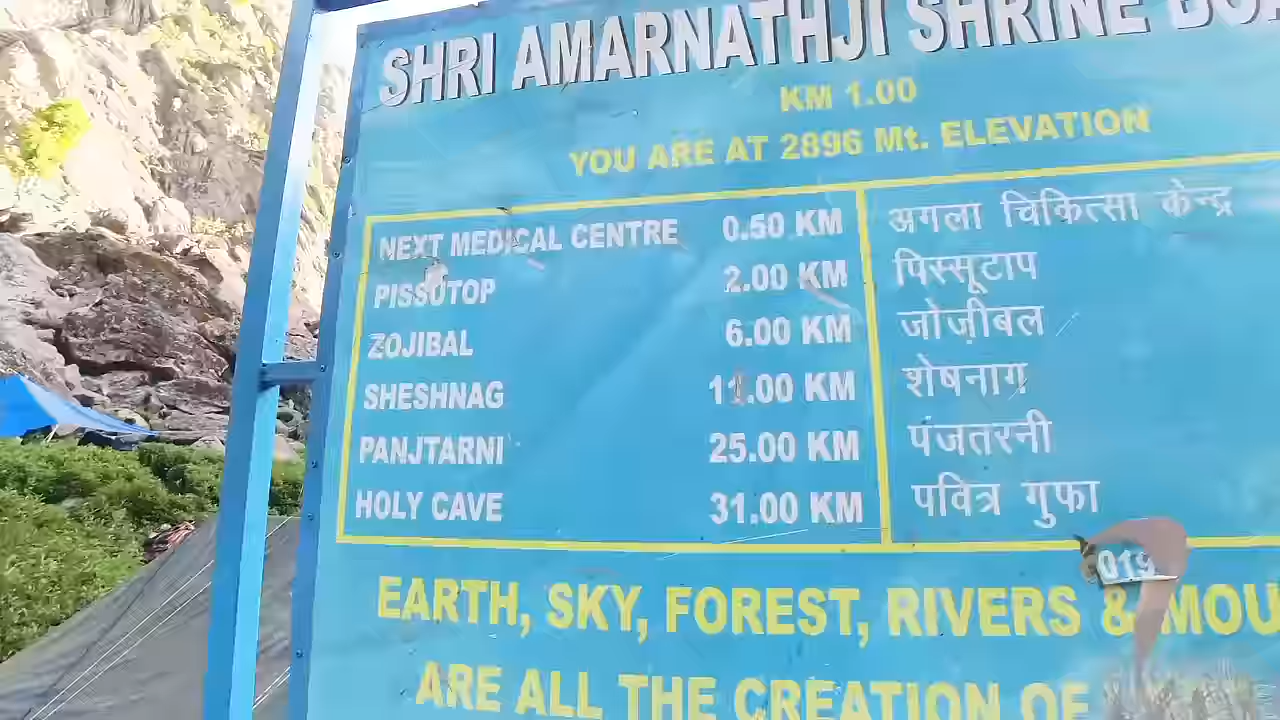 SHRI AMARNATHJI SHRINE
KM 1.00
YOU ARE AT 2896 Mt. ELEVATION
NEXT MEDICAL CENTRE 0.50 KM अगला चिकित्सा केन्द्र
PISSUTOP 2.00 KM पिस्सूटाप
ZOJIBAL 6.00 KM जोज़ीबल
SHESHNAG 11.00 KM शेषनाग
PANJTARNI 25.00 KM पंजतरनी
HOLY CAVE 31.00 KM पवित्र गुफा
019
EARTH, SKY, FOREST, RIVERS &
ARE ALL THE CREATION OF